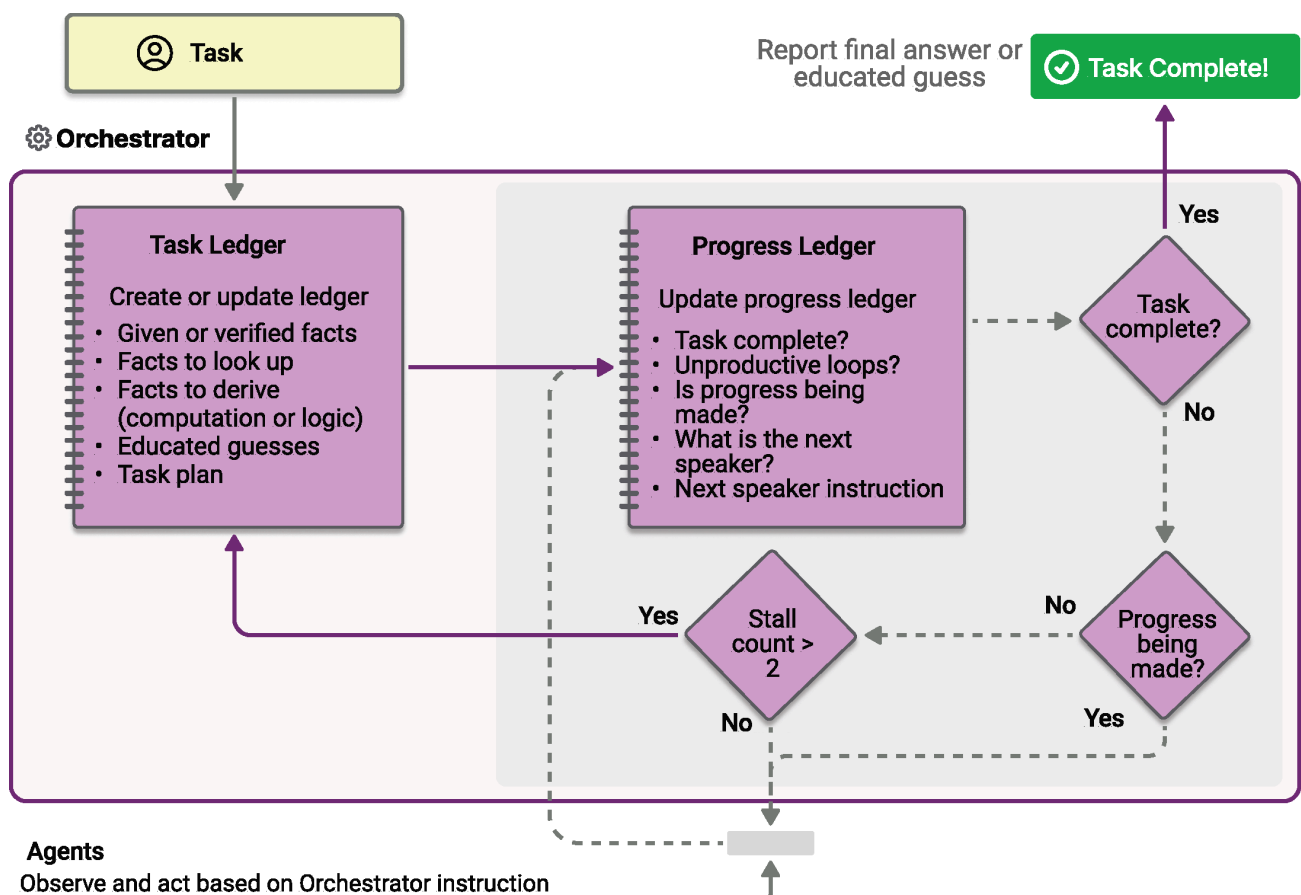 Task
Report final answer or
educated guess
Task Complete!
Orchestrator
Task Ledger
Create or update ledger
• Given or verified facts
• Facts to look up
• Facts to derive
(computation or logic)
• Educated guesses
• Task plan
Progress Ledger
Update progress ledger
• Task complete?
• Unproductive loops?
• Is progress being
made?
• What is the next
speaker?
• Next speaker instruction
Yes
Task
complete?
No
Progress
being
made?
No
Yes
Stall
count >
2
Yes
No
Agents
Observe and act based on Orchestrator instruction